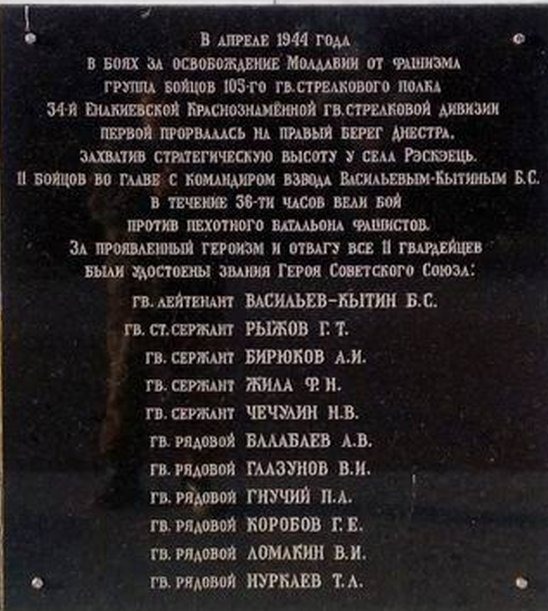 В АПРЕЛЕ 1944 ГОДА
В БОЯХ ЗА ОСВОБОЖДЕНИЕ МОЛДАВИИ ОТ ФАШИЗМА
ГРУППА БОЙЦОВ 105-ГО ГВ.СТРЕЛКОВОГО ПОЛКА
34-Й ЕНАКИЕВСКОЙ КРАСНОЗНАМЁННОЙ ГВ.СТРЕЛКОВОЙ ДИВИЗИИ
ПЕРВОЙ ПРОРВАЛАСЬ НА ПРАВЫЙ БЕРЕГ ДНЕСТРА,
ЗАХВАТИВ СТРАТЕГИЧЕСКУЮ ВЫСОТУ У СЕЛА РЭСКЭЕЦЬ.
11 БОЙЦОВ ВО ГЛАВЕ С КОМАНДИРОМ ВЗВОДА ВАСИЛЬЕВЫМ-КЫТИНЫМ Б.С.
В ТЕЧЕНИЕ 36-ТИ ЧАСОВ ВЕЛИ БОЙ
ПРОТИВ ПЕХОТНОГО БАТАЛЬОНА ФАШИСТОВ.
ЗА ПРОЯВЛЕННЫЙ ГЕРОИЗМ И ОТВАГУ ВСЕ 11 ГВАРДЕЙЦЕВ
БЫЛИ УДОСТОЕНЫ ЗВАНИЯ ГЕРОЯ СОВЕТСКОГО СОЮЗА:
ГВ. ЛЕЙТЕНАНТ ВАСИЛЬЕВ-КЫТИН Б.С.
ГВ. СТ. СЕРЖАНТ РЫЖОВ Г. Т.
ГВ. СЕРЖАНТ БИРЮКОВ А.И.
ГВ. СЕРЖАНТ ЖИЛА Ф. Н.
ГВ. СЕРЖАНТ ЧЕЧУЛИН Н.В.
ГВ. РЯДОВОЙ БАЛАБАЕВ А.В.
ГВ. РЯДОВОЙ ГЛАЗУНОВ В.И.
ГВ. РЯДОВОЙ ГНУЧИЙ П.А.
ГВ. РЯДОВОЙ КОРОБОВ Г.Е.
ГВ. РЯДОВОЙ ЛОМАКИН В.И.
ГВ. РЯДОВОЙ НУРКАЕВ Т.Л.